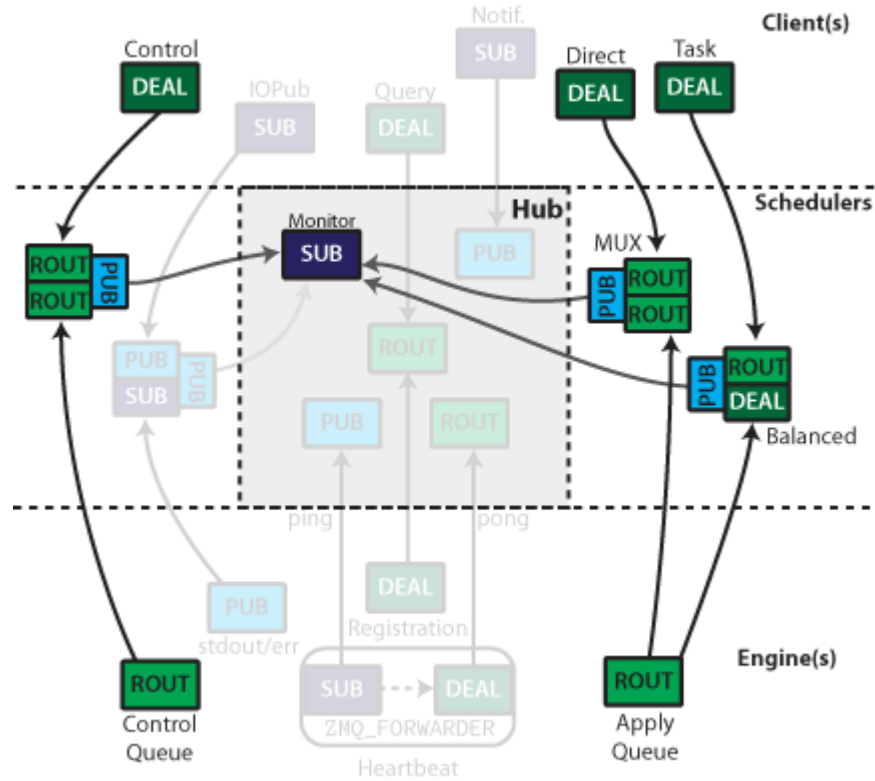 Notif.
Client(s)
Control
Direct
Task
SUB
DEAL
IOPub
Query
DEAL
DEAL
SUB
DEAL
Hub
Schedulers
Monitor
MUX
SUB
PUB
ROUT
PUB
ROUT
ROUT
PUB
ROUT
PUB
ROUT
PUB
SUB
PUB
ROUT
DEAL
PUB
PUB
ROUT
Balanced
ping
pong
DEAL
PUB
Registration
stdout/err
Engine(s)
ROUT
SUB
DEAL
ROUT
Control
Queue
ZMQ_FORWARDER
Apply
Queue
Heartbeat